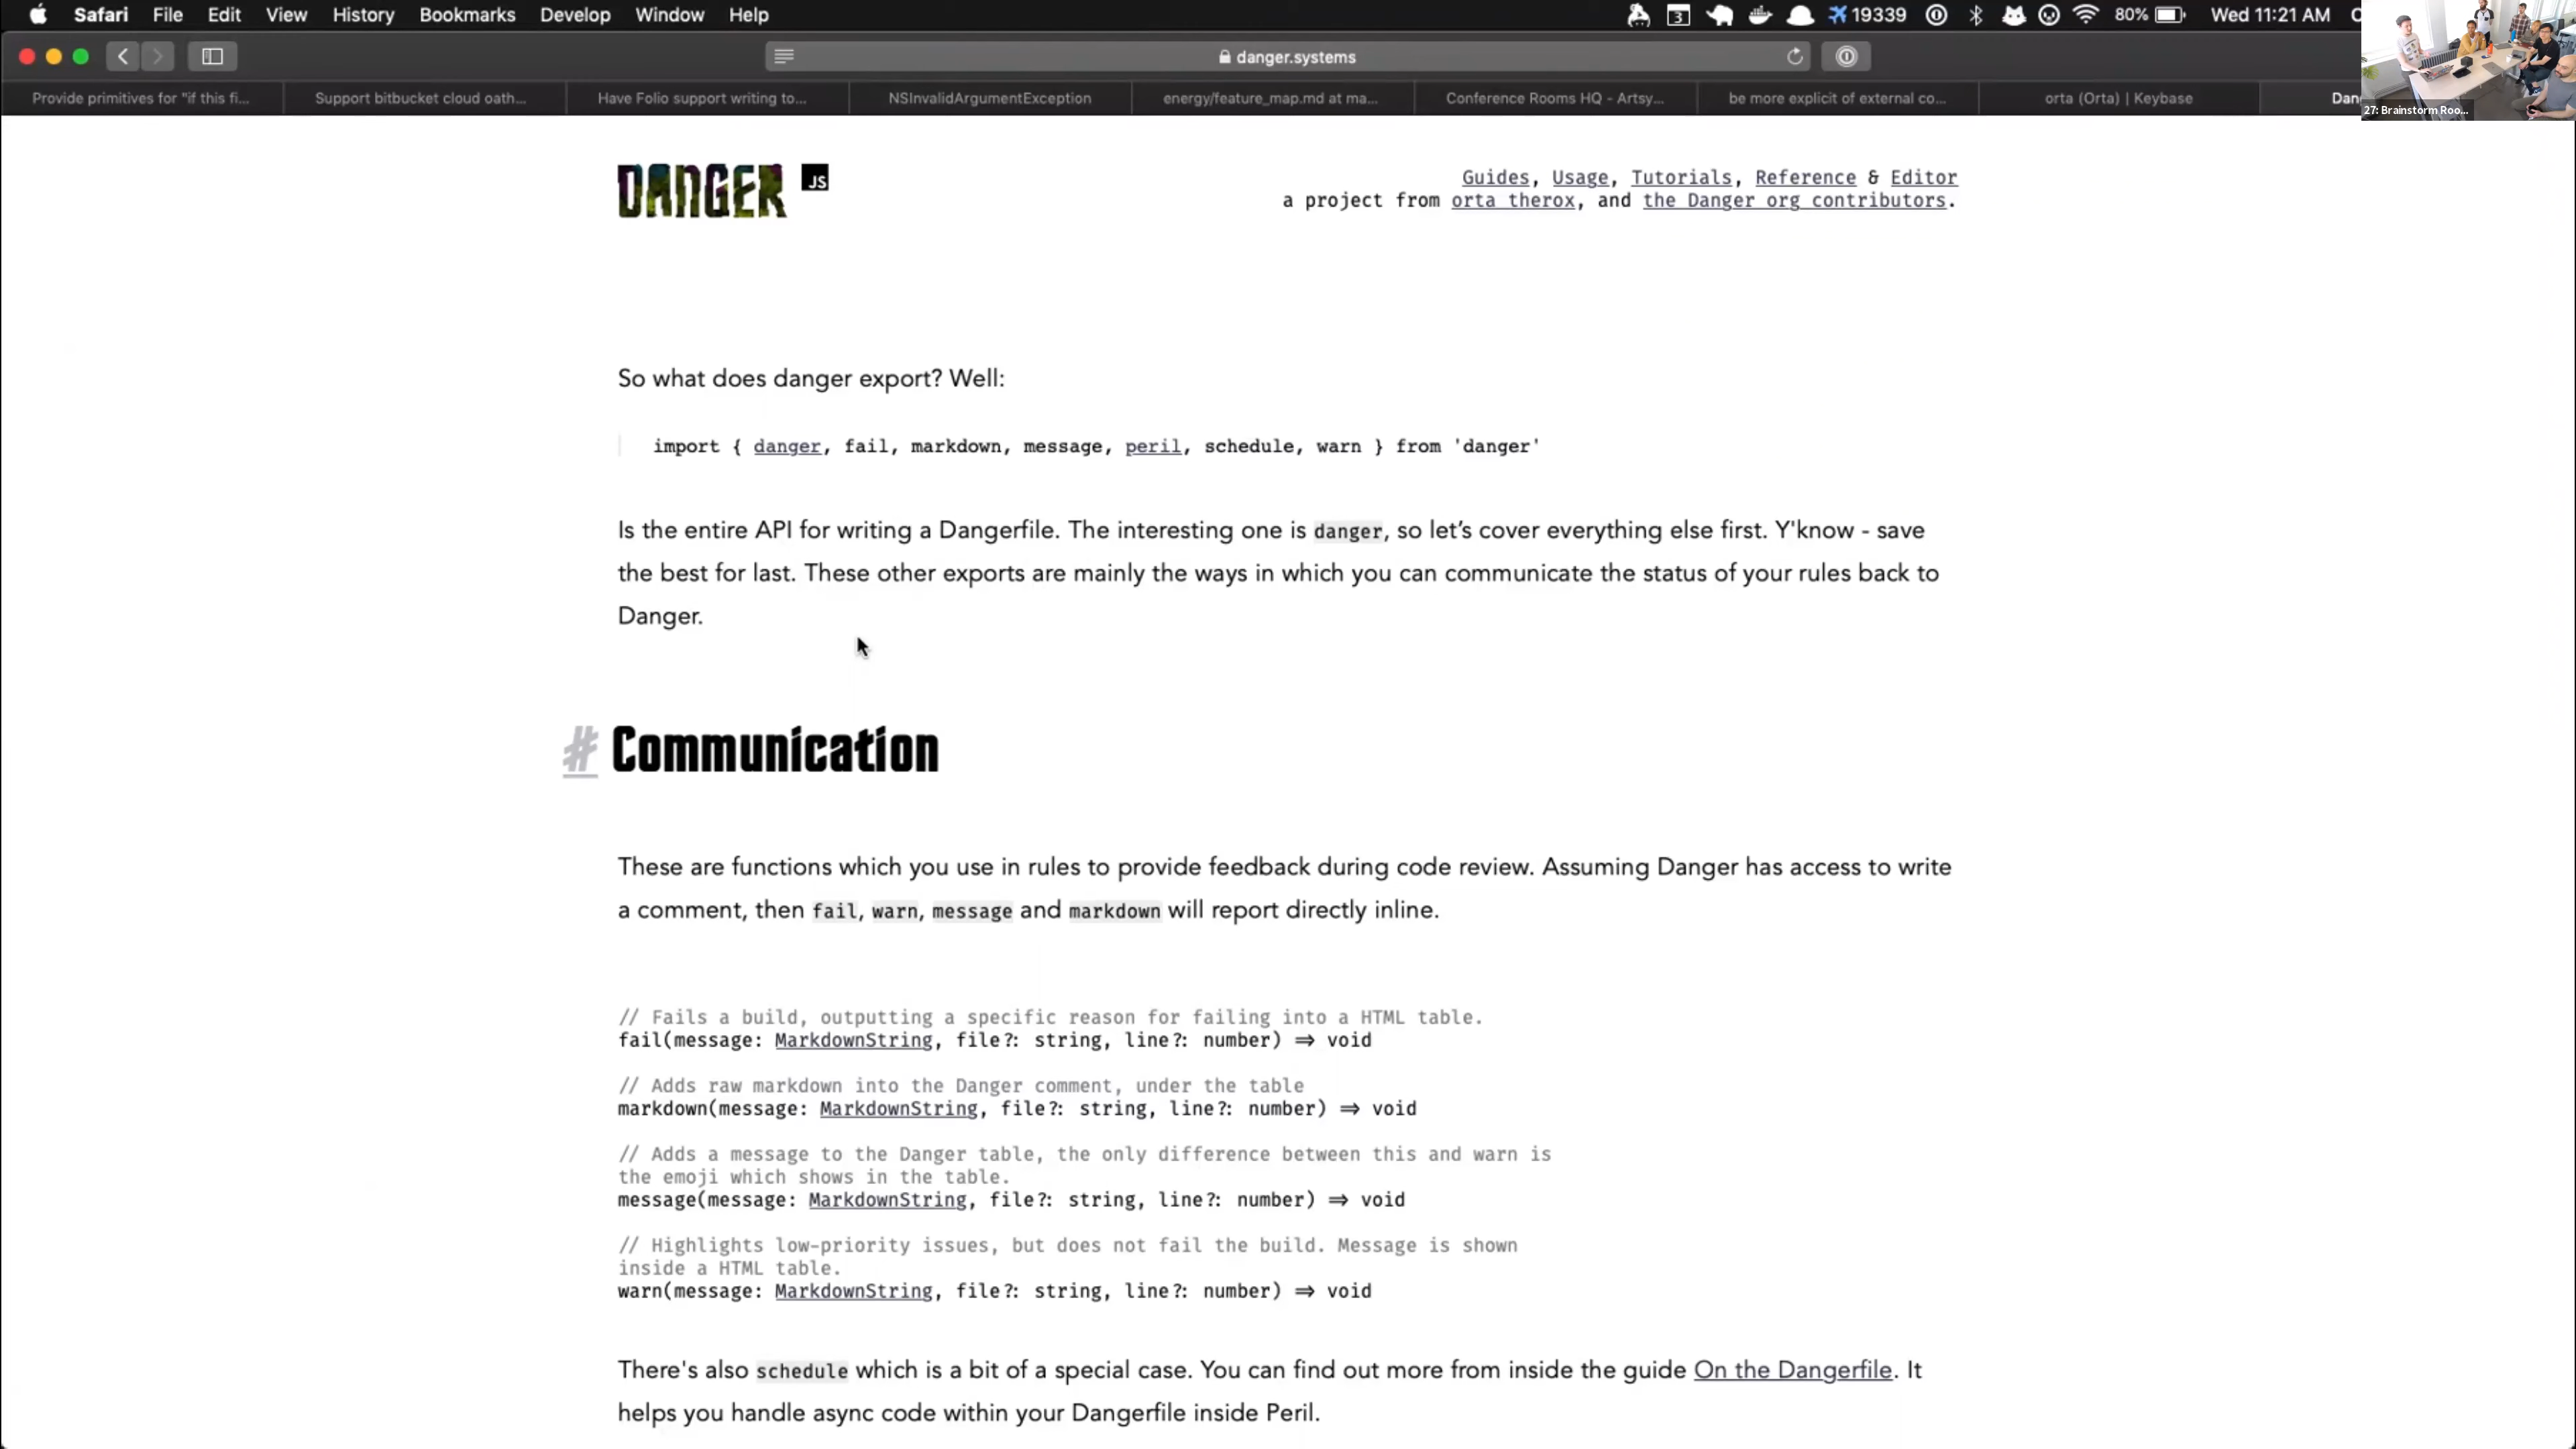 Safari File Edit View History Bookmarks Develop Window Help 3 19339 80% Wed 11:21 AM
danger.systems
Provide primitives for "if this fi... Support bitbucket cloud oath... Have Folio support writing to... NSInvalidArgumentException energy/feature_map.md at ma... Conference Rooms HQ - Artsy... be more explicit of external co... orta (Orta) | Keybase
27: Brainstorm Roo...
DANGER JS
Guides, Usage, Tutorials, Reference & Editor
a project from orta therox, and the Danger org contributors.
So what does danger export? Well:
import { danger, fail, markdown, message, peril, schedule, warn } from 'danger'
Is the entire API for writing a Dangerfile. The interesting one is danger, so let’s cover everything else first. Y'know - save
the best for last. These other exports are mainly the ways in which you can communicate the status of your rules back to
Danger.
# Communication
These are functions which you use in rules to provide feedback during code review. Assuming Danger has access to write
a comment, then fail, warn, message and markdown will report directly inline.
// Fails a build, outputting a specific reason for failing into a HTML table.
fail(message: MarkdownString, file?: string, line?: number) => void
// Adds raw markdown into the Danger comment, under the table
markdown(message: MarkdownString, file?: string, line?: number) => void
// Adds a message to the Danger table, the only difference between this and warn is
the emoji which shows in the table.
message(message: MarkdownString, file?: string, line?: number) => void
// Highlights low-priority issues, but does not fail the build. Message is shown
inside a HTML table.
warn(message: MarkdownString, file?: string, line?: number) => void
There's also schedule which is a bit of a special case. You can find out more from inside the guide On the Dangerfile. It
helps you handle async code within your Dangerfile inside Peril.